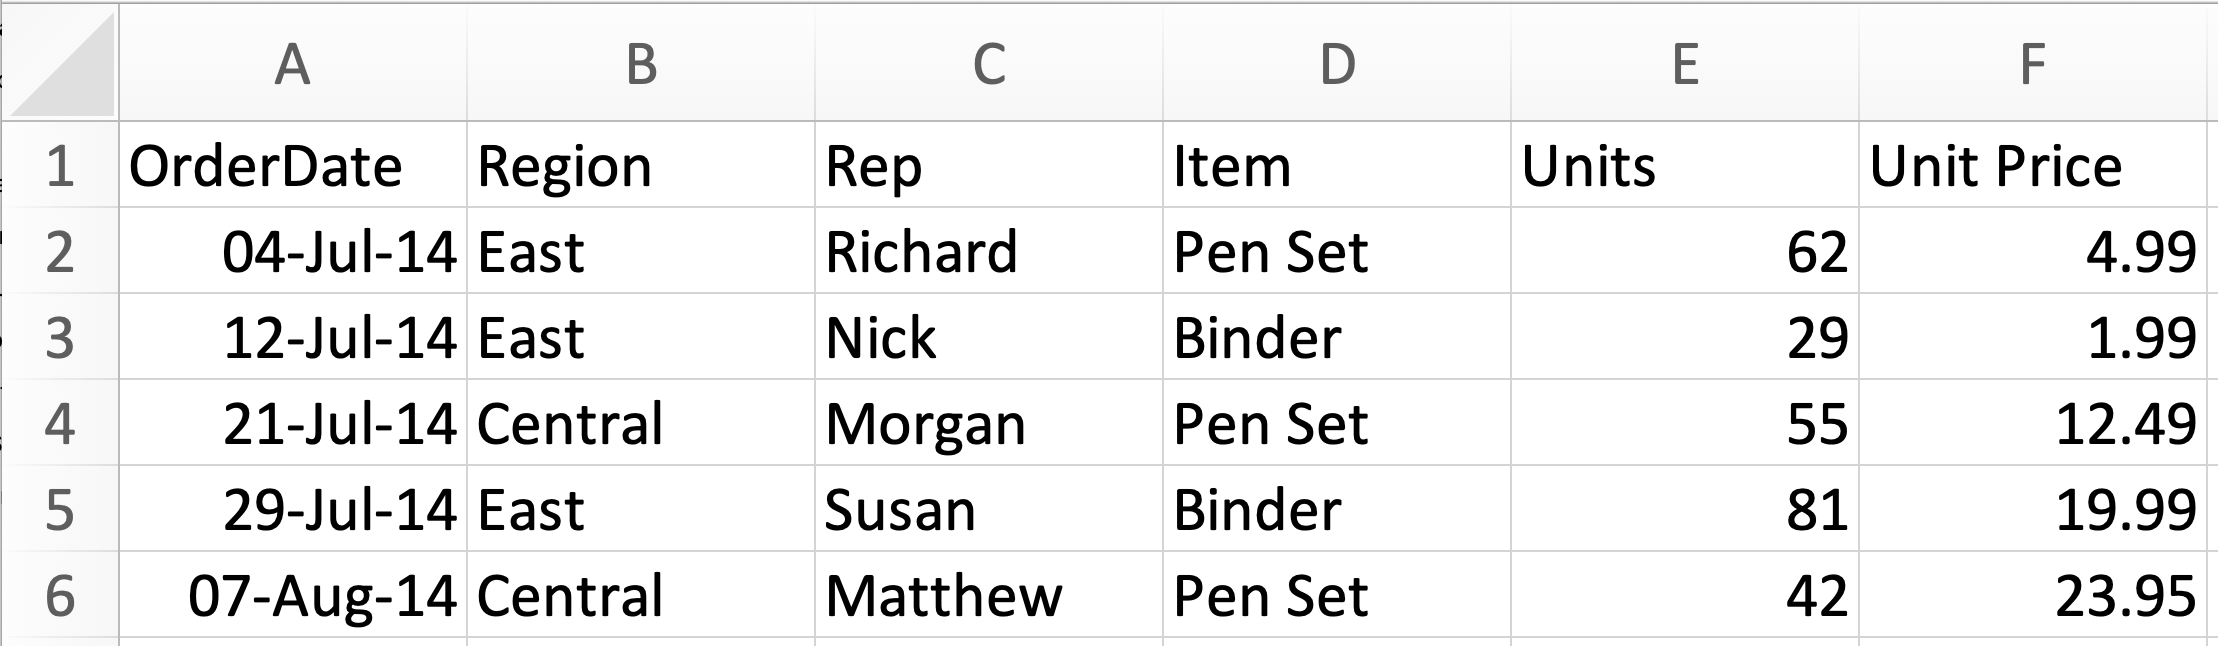 A B C D E F
1 OrderDate Region Rep Item Units Unit Price
2 04-Jul-14 East Richard Pen Set 62 4.99
3 12-Jul-14 East Nick Binder 29 1.99
4 21-Jul-14 Central Morgan Pen Set 55 12.49
5 29-Jul-14 East Susan Binder 81 19.99
6 07-Aug-14 Central Matthew Pen Set 42 23.95